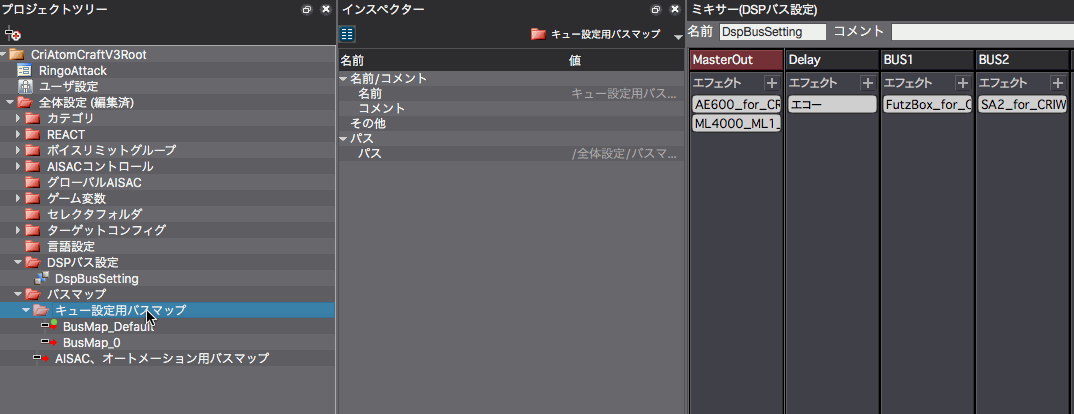 プロジェクトツリー
CriAtomCraftV3Root
RingoAttack
ユーザ設定
全体設定 (編集済)
カテゴリ
REACT
ボイスリミットグループ
AISACコントロール
グローバルAISAC
ゲーム変数
セレクタフォルダ
ターゲットコンフィグ
言語設定
DSPバス設定
DspBusSetting
バスマップ
キュー設定用バスマップ
BusMap_Default
BusMap_0
AISAC、オートメーション用バスマップ
インスペクター
キュー設定用バスマップ
名前 値
名前/コメント
名前 キュー設定用バス...
コメント
その他
パス
パス /全体設定/バスマ...
ミキサー(DSPバス設定)
名前 DspBusSetting コメント
MasterOut Delay BUS1 BUS2
エフェクト + エフェクト + エフェクト + エフェクト +
AE600_for_CR エコー FutzBox_for_C SA2_for_CRIW
ML4000_ML1_